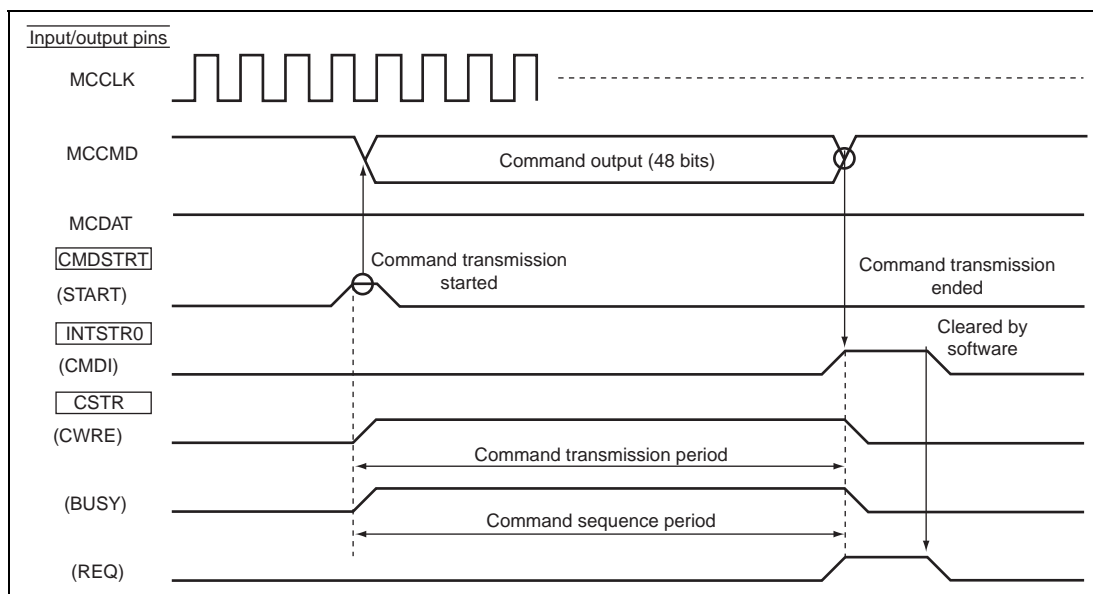 Input/output pins
MCCLK
MCCMD
Command output (48 bits)
MCDAT
CMDSTRT
(START)
Command transmission
started
Command transmission
ended
INTSTR0
(CMDI)
Cleared by
software
CSTR
(CWRE)
Command transmission period
(BUSY)
Command sequence period
(REQ)